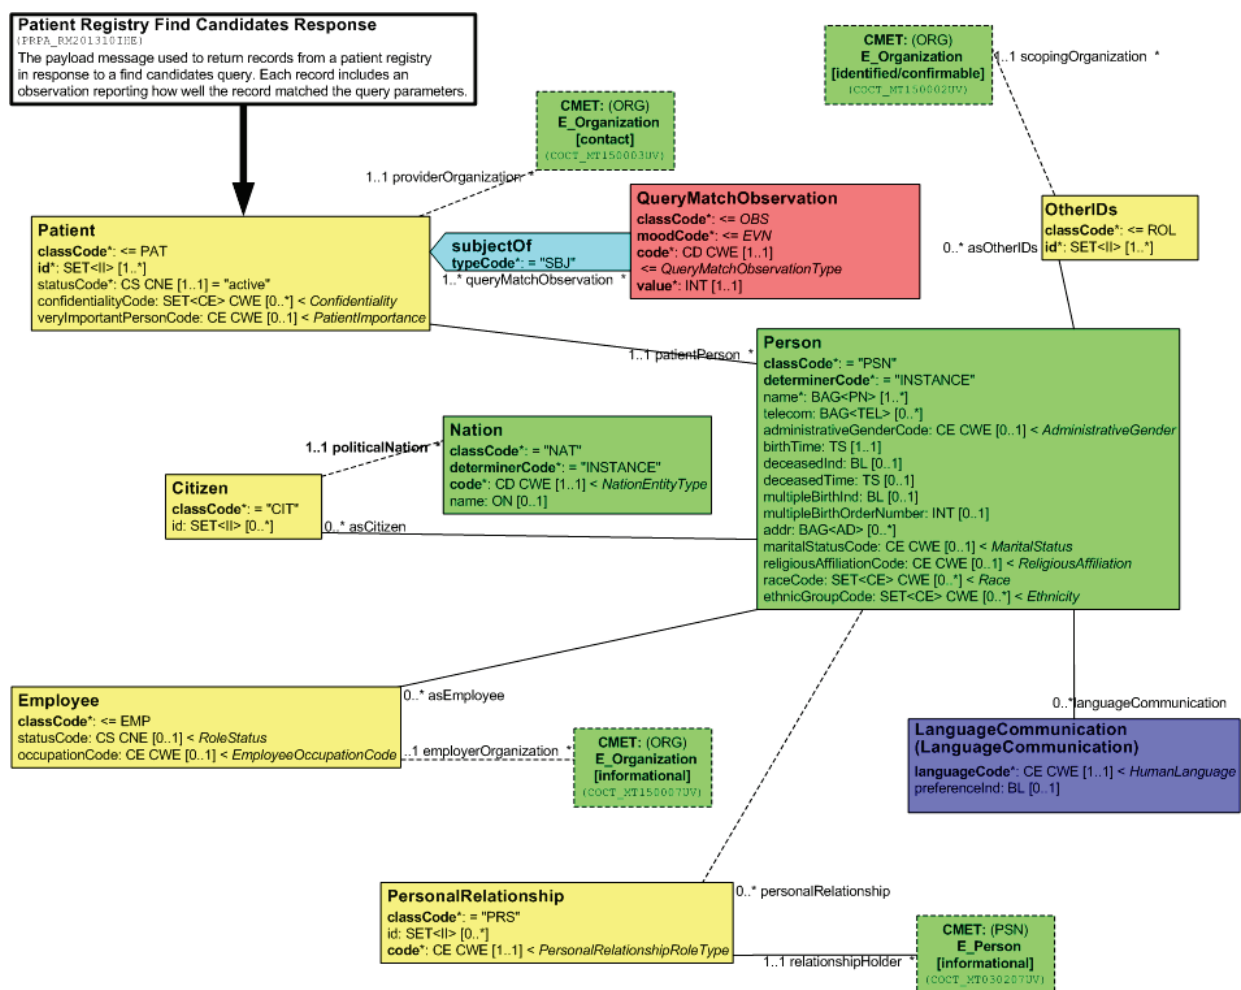 Patient Registry Find Candidates Response
(PRPA_RM201310IHE)
The payload message used to return records from a patient registry
in response to a find candidates query. Each record includes an
observation reporting how well the record matched the query parameters.
CMET: (ORG)
E_Organization
[identified/confirmable]
(COCT_MT150002UV)
1..1 scopingOrganization *
CMET: (ORG)
E_Organization
[contact]
(COCT_MT150003UV)
1..1 providerOrganization *
Patient
classCode*: <= PAT
id*: SET<II> [1..*]
statusCode*: CS CNE [1..1] = "active"
confidentialityCode: SET<CE> CWE [0..*] < Confidentiality
veryImportantPersonCode: CE CWE [0..1] < PatientImportance
subjectOf
typeCode*: = "SBJ"
1..* queryMatchObservation *
QueryMatchObservation
classCode*: <= OBS
moodCode*: <= EVN
code*: CD CWE [1..1]
<= QueryMatchObservationType
value*: INT [1..1]
OtherIDs
classCode*: <= ROL
id*: SET<II> [1..*]
0..* asOtherIDs
1..1 patientPerson *
Person
classCode*: = "PSN"
determinerCode*: = "INSTANCE"
name*: BAG<PN> [1..*]
telecom: BAG<TEL> [0..*]
administrativeGenderCode: CE CWE [0..1] < AdministrativeGender
birthTime: TS [1..1]
deceasedInd: BL [0..1]
deceasedTime: TS [0..1]
multipleBirthInd: BL [0..1]
multipleBirthOrderNumber: INT [0..1]
addr: BAG<AD> [0..*]
maritalStatusCode: CE CWE [0..1] < MaritalStatus
religiousAffiliationCode: CE CWE [0..1] < ReligiousAffiliation
raceCode: SET<CE> CWE [0..*] < Race
ethnicGroupCode: SET<CE> CWE [0..*] < Ethnicity
1..1 politicalNation *
Nation
classCode*: = "NAT"
determinerCode*: = "INSTANCE"
code*: CD CWE [1..1] < NationEntityType
name: ON [0..1]
Citizen
classCode*: = "CIT"
id: SET<II> [0..*]
0..* asCitizen
Employee
classCode*: <= EMP
statusCode: CS CNE [0..1] < RoleStatus
occupationCode: CE CWE [0..1] < EmployeeOccupationCode
0..* asEmployee
..1 employerOrganization *
CMET: (ORG)
E_Organization
[informational]
(COCT_MT150007UV)
0..* languageCommunication
LanguageCommunication
(LanguageCommunication)
languageCode*: CE CWE [1..1] < HumanLanguage
preferenceInd: BL [0..1]
PersonalRelationship
classCode*: = "PRS"
id: SET<II> [0..*]
code*: CE CWE [1..1] < PersonalRelationshipRoleType
0..* personalRelationship
1..1 relationshipHolder *
CMET: (PSN)
E_Person
[informational]
(COCT_MT030207UV)